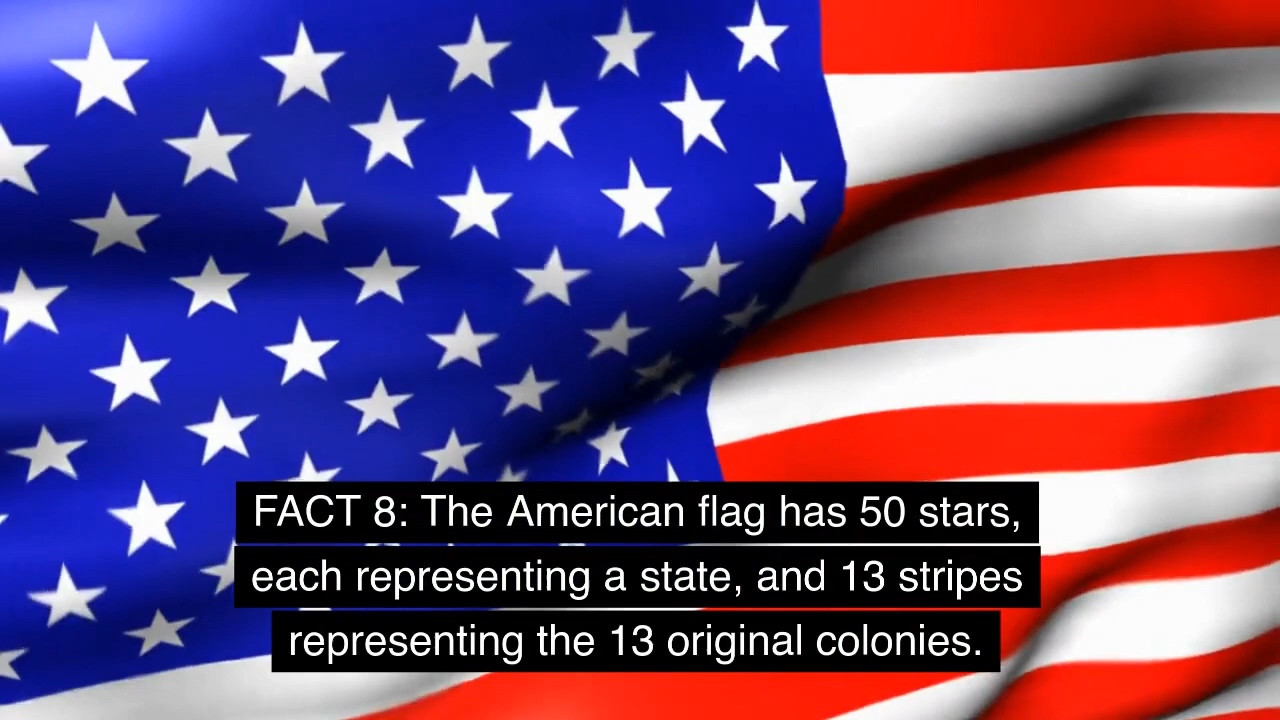 FACT 8: The American flag has 50 stars,
each representing a state, and 13 stripes
representing the 13 original colonies.